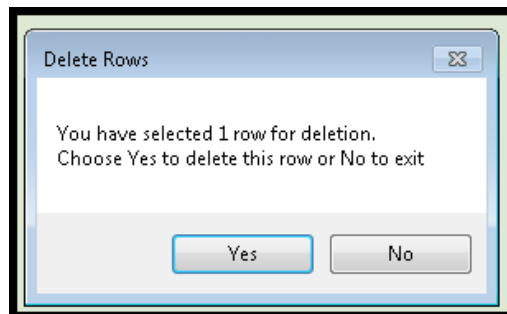 Delete Rows
You have selected 1 row for deletion.
Choose Yes to delete this row or No to exit
Yes
No